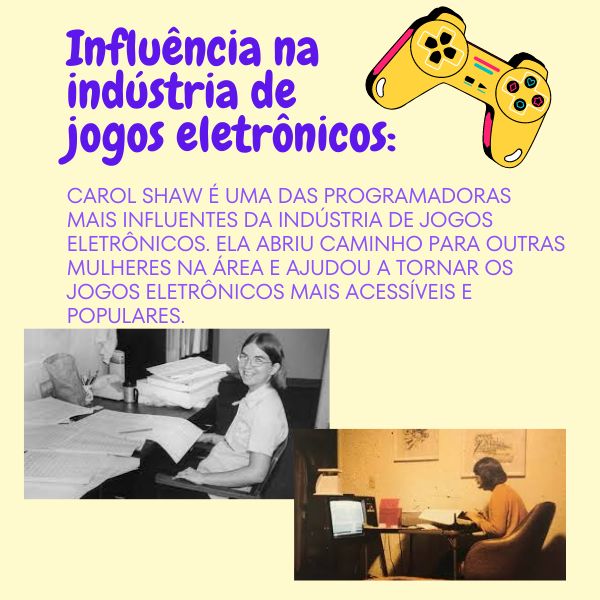 Influência na
indústria de
jogos eletrônicos:
CAROL SHAW É UMA DAS PROGRAMADORAS
MAIS INFLUENTES DA INDÚSTRIA DE JOGOS
ELETRÔNICOS. ELA ABRIU CAMINHO PARA OUTRAS
MULHERES NA ÁREA E AJUDOU A TORNAR OS
JOGOS ELETRÔNICOS MAIS ACESSÍVEIS E
POPULARES.